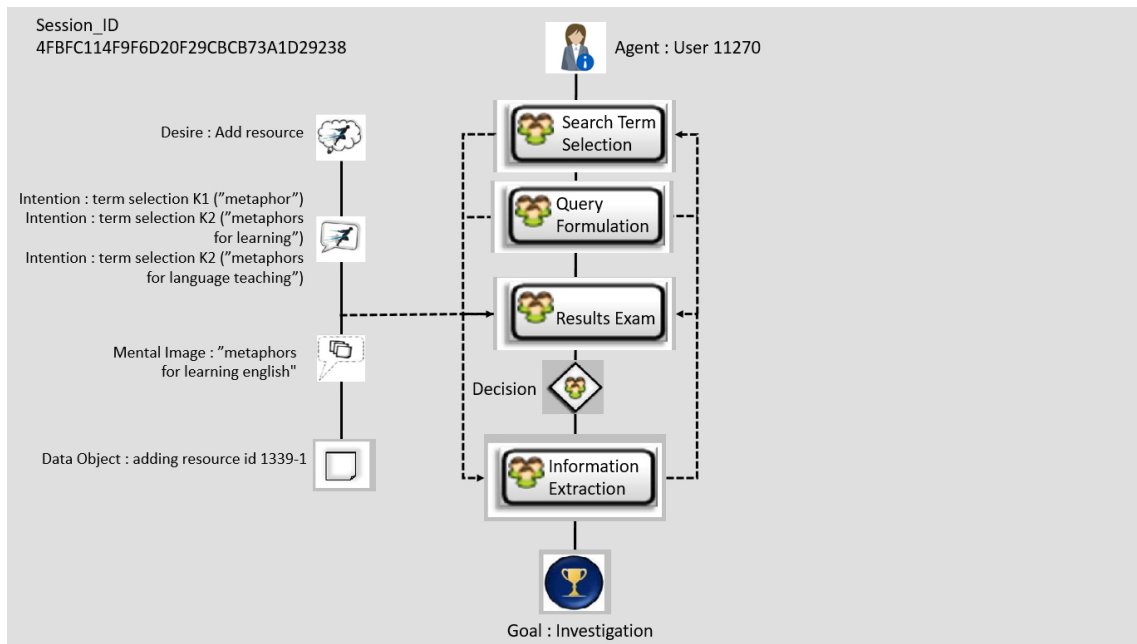 Session_ID
4FBFC114F9F6D20F29CBCB73A1D29238
Agent : User 11270
Search Term
Selection
Desire : Add resource
Intention : term selection K1 (”metaphor”)
Intention : term selection K2 (”metaphors
for learning”)
Intention : term selection K2 (”metaphors
for language teaching”)
Query
Formulation
Results Exam
Mental Image : ”metaphors
for learning english"
Decision
Data Object : adding resource id 1339-1
Information
Extraction
Goal : Investigation